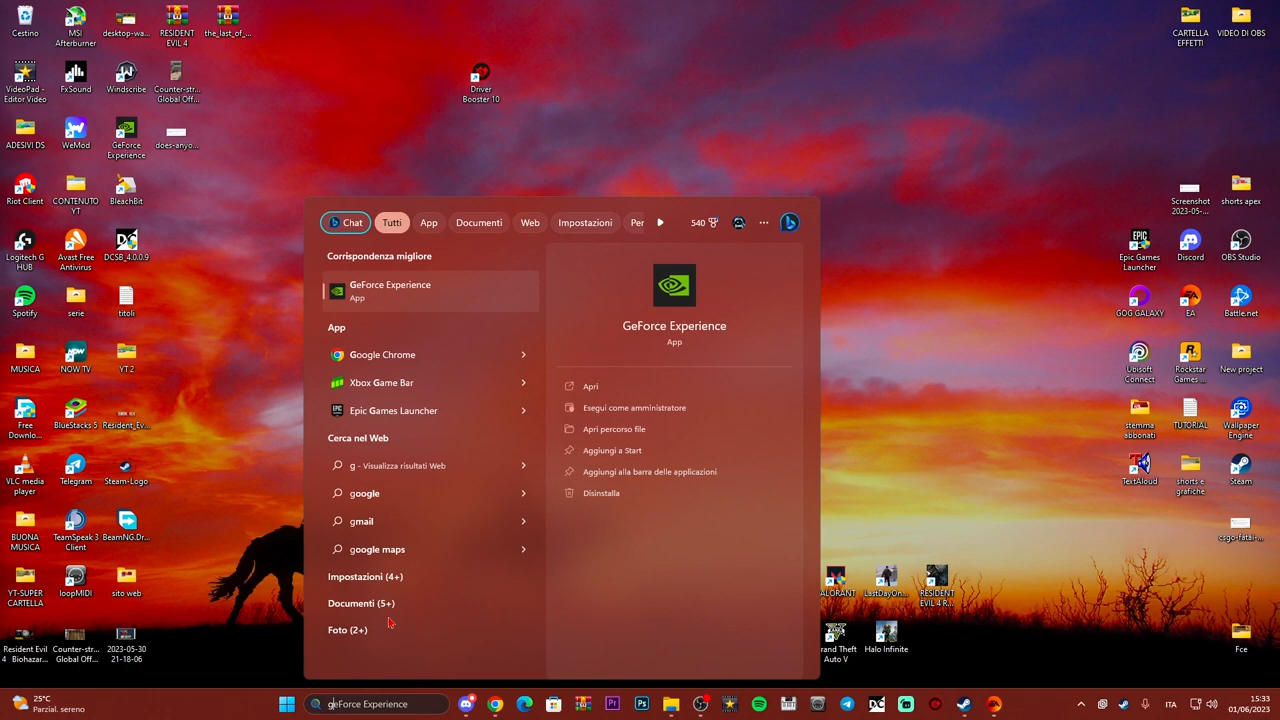 Cestino
MSI Afterburner
desktop-wa...
RESIDENT EVIL 4
the_last_of_...
VideoPad - Editor Video
FxSound
Windscribe
Counter-str... Global Off...
ADESIVI DS
WeMod
GeForce Experience
does-anyo...
Riot Client
CONTENUTO YT
BleachBit
Logitech G HUB
Avast Free Antivirus
DCSB_4.0.0.9
Spotify
serie
titoli
MUSICA
NOW TV
YT 2
Free Downlo...
BlueStacks 5
Resident_Ev...
VLC media player
Telegram
Steam-Logo
BUONA MUSICA
TeamSpeak 3 Client
BeamNG.Dr...
YT-SUPER CARTELLA
loopMIDI
sito web
Resident Evil 4 Biohazar...
Counter-str... Global Off...
2023-05-30 21-18-06
Driver Booster 10
Chat
Tutti
App
Documenti
Web
Impostazioni
Per
540
Corrispondenza migliore
GeForce Experience
App
App
Google Chrome
Xbox Game Bar
Epic Games Launcher
Cerca nel Web
g - Visualizza risultati Web
google
gmail
google maps
Impostazioni (4+)
Documenti (5+)
Foto (2+)
GeForce Experience
App
Apri
Esegui come amministratore
Apri percorso file
Aggiungi a Start
Aggiungi alla barra delle applicazioni
Disinstalla
CARTELLA EFFETTI
VIDEO DI OBS
Screenshot 2023-05-...
shorts apex
Epic Games Launcher
Discord
OBS Studio
GOG GALAXY
EA
Battle.net
Ubisoft Connect
Rockstar Games ...
New project
stemma abbonati
TUTORIAL
Wallpaper Engine
TextAloud
shorts e grafiche
Steam
csgo-fatal-...
ALORANT
LastDayOn...
RESIDENT EVIL 4 R...
rand Theft Auto V
Halo Infinite
Fce
25°C
Parzial. sereno
geForce Experience
ITA
15:33
01/06/2023